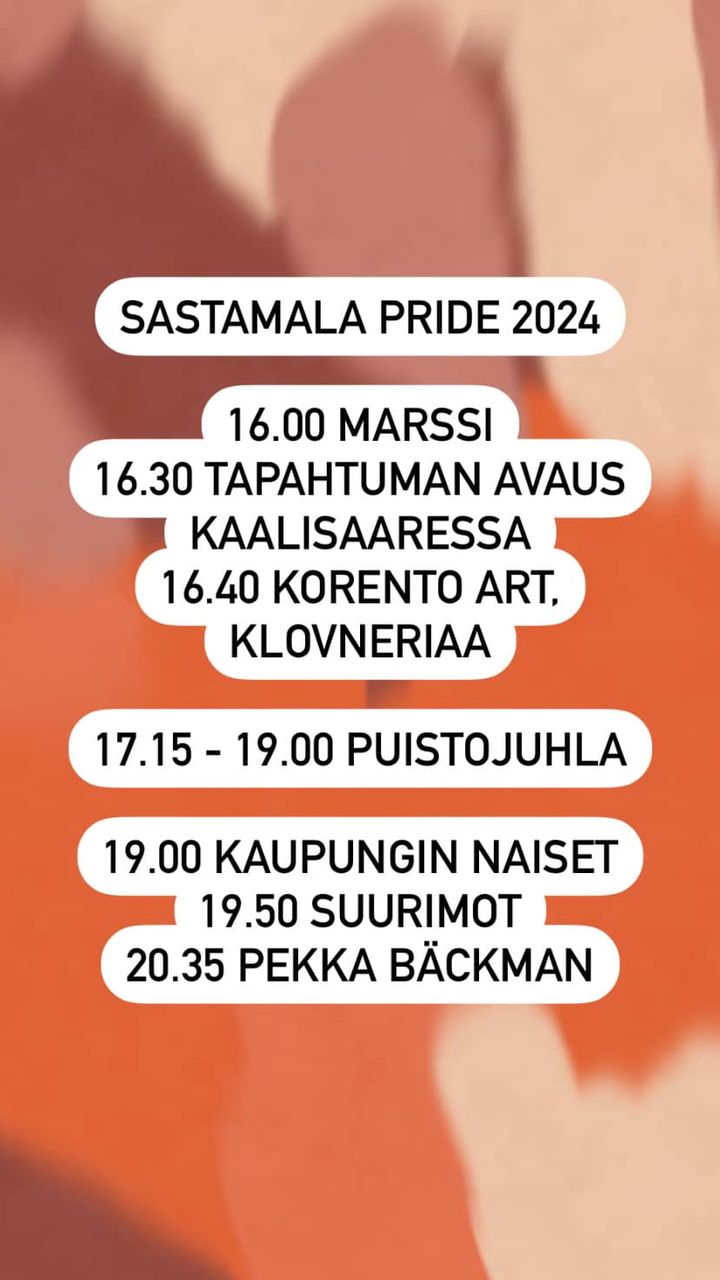 SASTAMALA PRIDE 2024
16.00 MARSSI
16.30 TAPAHTUMAN AVAUS
KAALISAARESSA
16.40 KORENTO ART,
KLOVNERIAA
17.15 - 19.00 PUISTOJUHLA
19.00 KAUPUNGIN NAISET
19.50 SUURIMOT
20.35 PEKKA BÄCKMAN